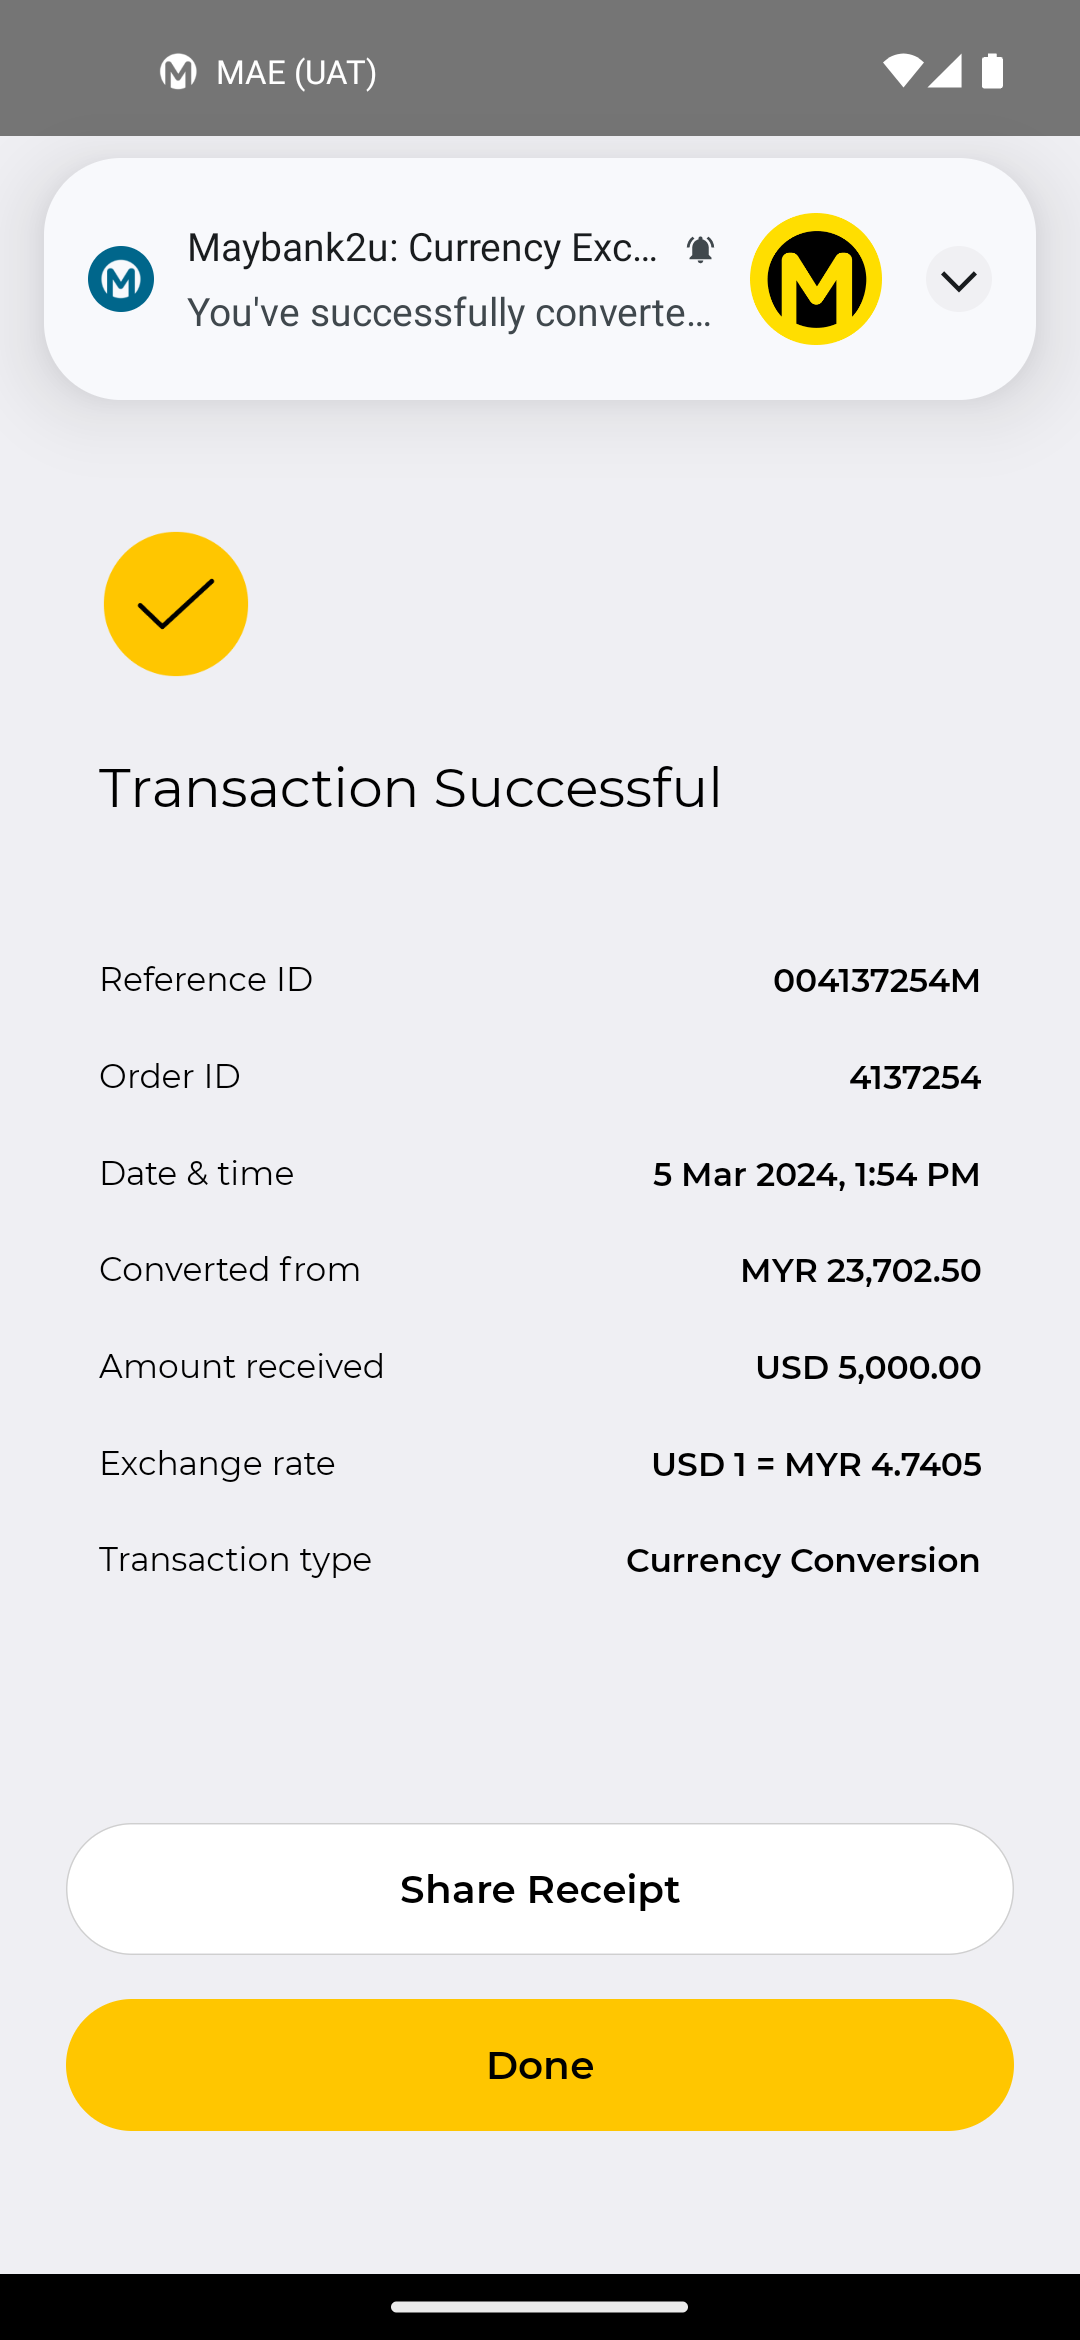 MAE (UAT)
Maybank2u: Currency Exc...
You've successfully converte...
Transaction Successful
Reference ID 004137254M
Order ID 4137254
Date & time 5 Mar 2024, 1:54 PM
Converted from MYR 23,702.50
Amount received USD 5,000.00
Exchange rate USD 1 = MYR 4.7405
Transaction type Currency Conversion
Share Receipt
Done